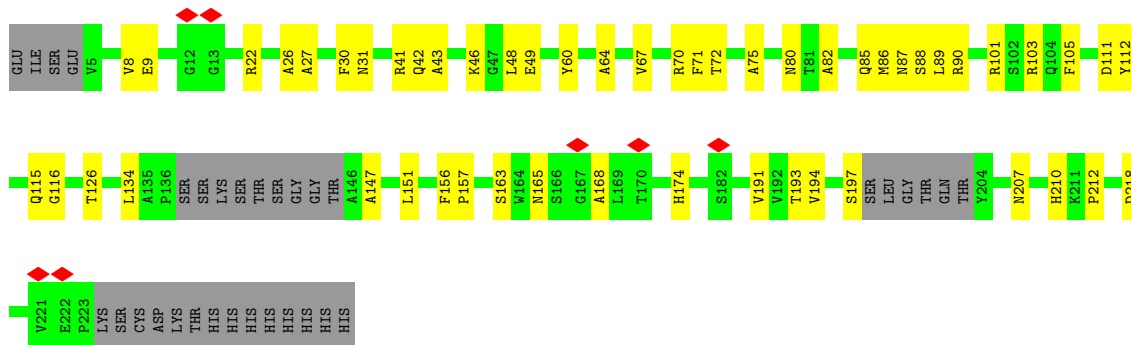 GLU ILE SER GLU V5 V8 E9 G12 G13 R22 A26 A27 F30 N31 R41 Q42 A43 K46 G47 L48 E49 Y60 A64 V67 R70 F71 T72 A75 N80 T81 A82 Q85 M86 N87 S88 L89 R90 R101 S102 R103 Q104 F105 D111 Y112
Q115 G116 T126 L134 A135 P136 SER SER LYS SER THR SER GLY GLY THR A146 A147 L151 F156 P157 S163 W164 N165 S166 G167 A168 L169 T170 H174 S182 V191 V192 T193 V194 S197 SER LEU GLY THR GLN THR Y204 N207 H210 K211 P212 D218
V221 E222 P223 LYS SER CYS ASP LYS THR HIS HIS HIS HIS HIS HIS HIS HIS